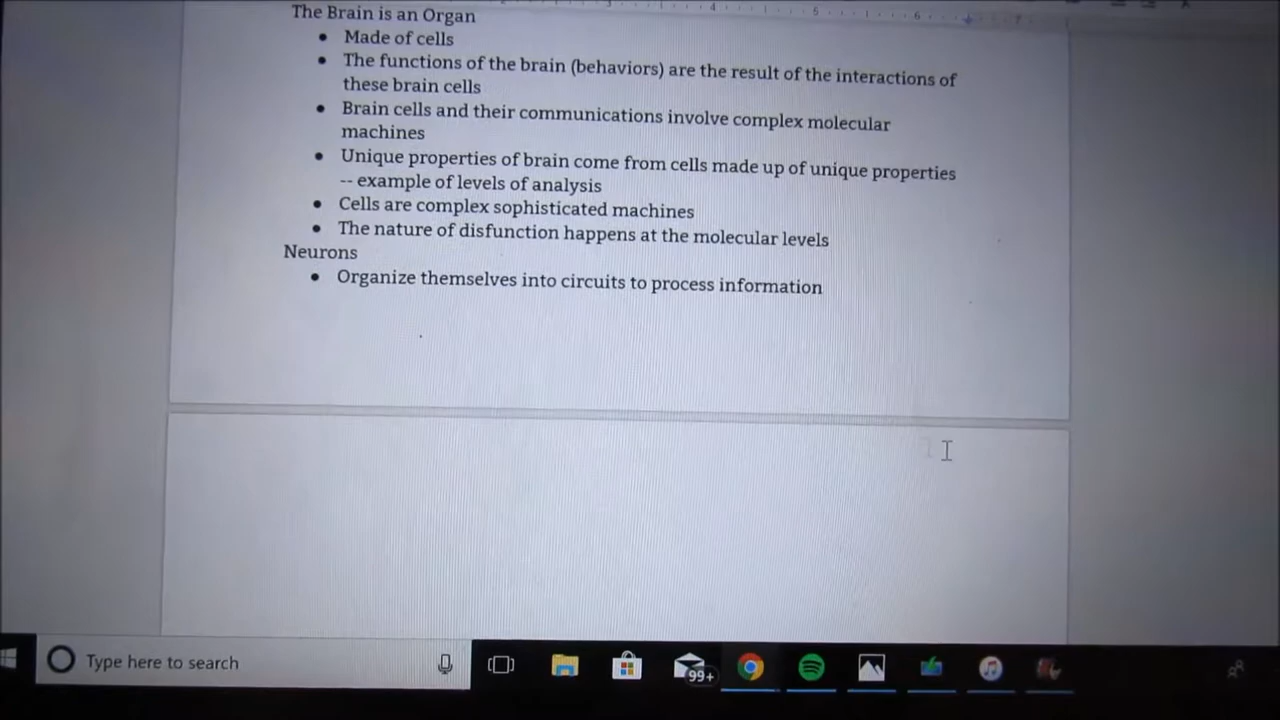 The Brain is an Organ
● Made of cells
● The functions of the brain (behaviors) are the result of the interactions of
these brain cells
● Brain cells and their communications involve complex molecular
machines
● Unique properties of brain come from cells made up of unique properties
-- example of levels of analysis
● Cells are complex sophisticated machines
● The nature of disfunction happens at the molecular levels
Neurons
● Organize themselves into circuits to process information
Type here to search
99+